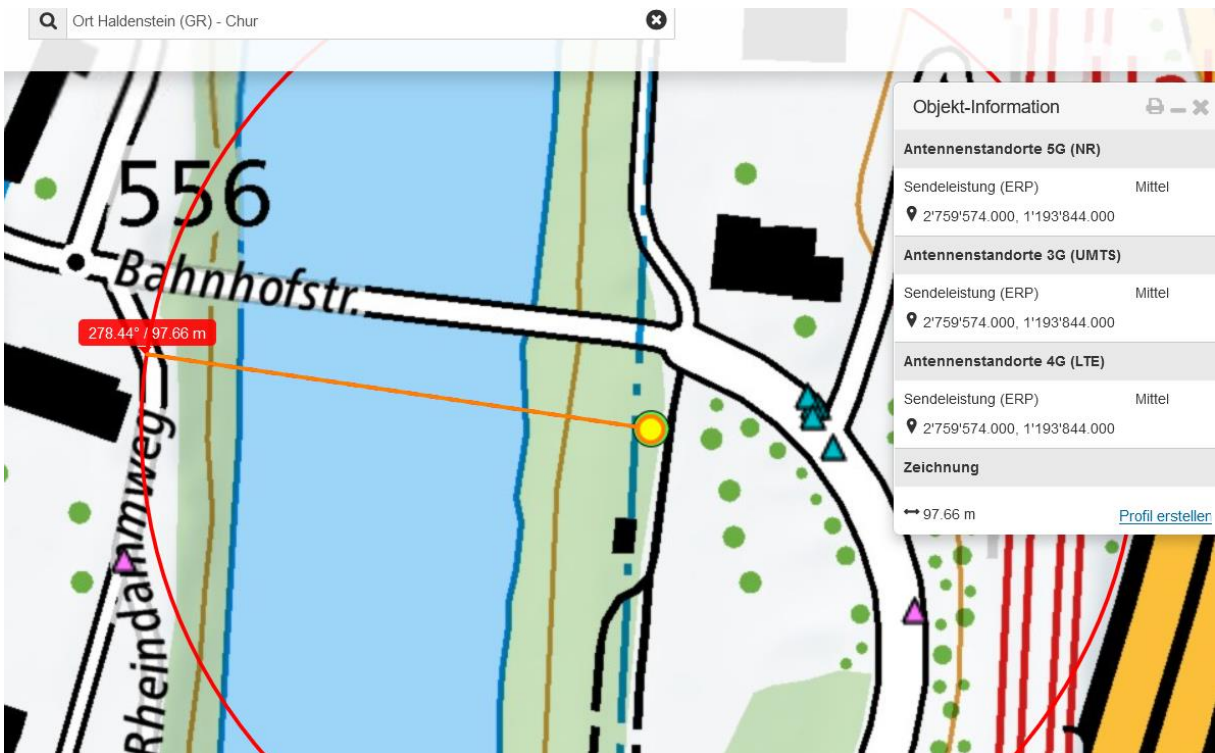 Ort Haldenstein (GR) - Chur
Objekt-Information
Antennenstandorte 5G (NR)
Sendeleistung (ERP) Mittel
2'759'574.000, 1'193'844.000
Antennenstandorte 3G (UMTS)
Sendeleistung (ERP) Mittel
2'759'574.000, 1'193'844.000
Antennenstandorte 4G (LTE)
Sendeleistung (ERP) Mittel
2'759'574.000, 1'193'844.000
Zeichnung
97.66 m Profil erstellen
556
Bahnhofstr.
278.44° / 97.66 m
Rheindammweg